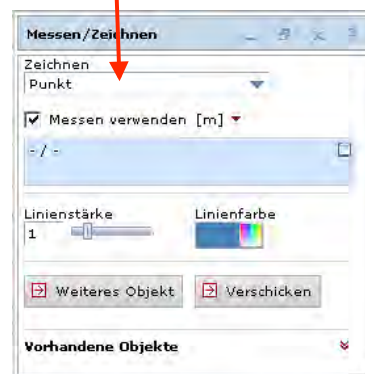 Messen/Zeichnen
Zeichnen
Punkt
Messen verwenden [m]
- / -
Linienstärke Linienfarbe
1
Weiteres Objekt Verschicken
Vorhandene Objekte